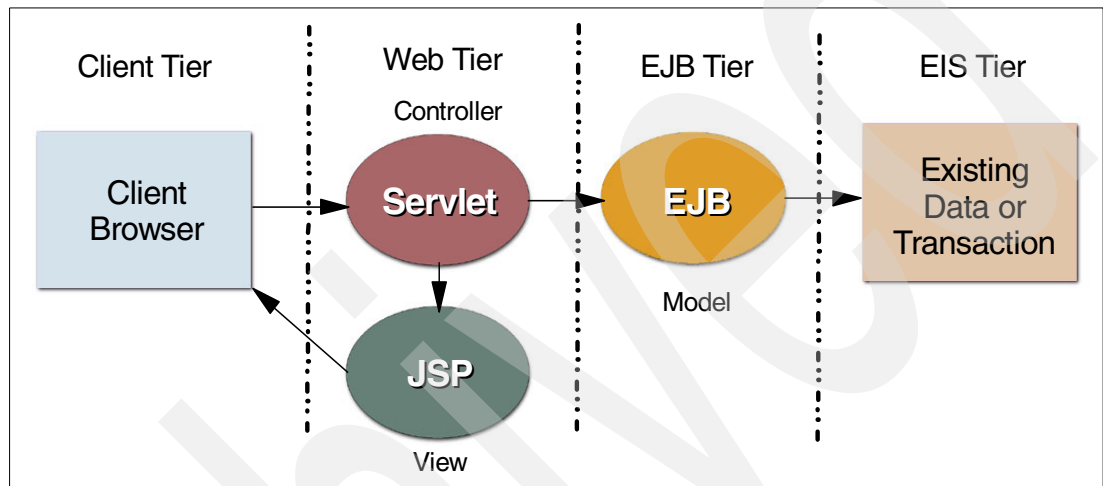 Client Tier
Web Tier
EJB Tier
EIS Tier
Controller
Client
Browser
Servlet
EJB
Existing
Data or
Transaction
Model
JSP
View